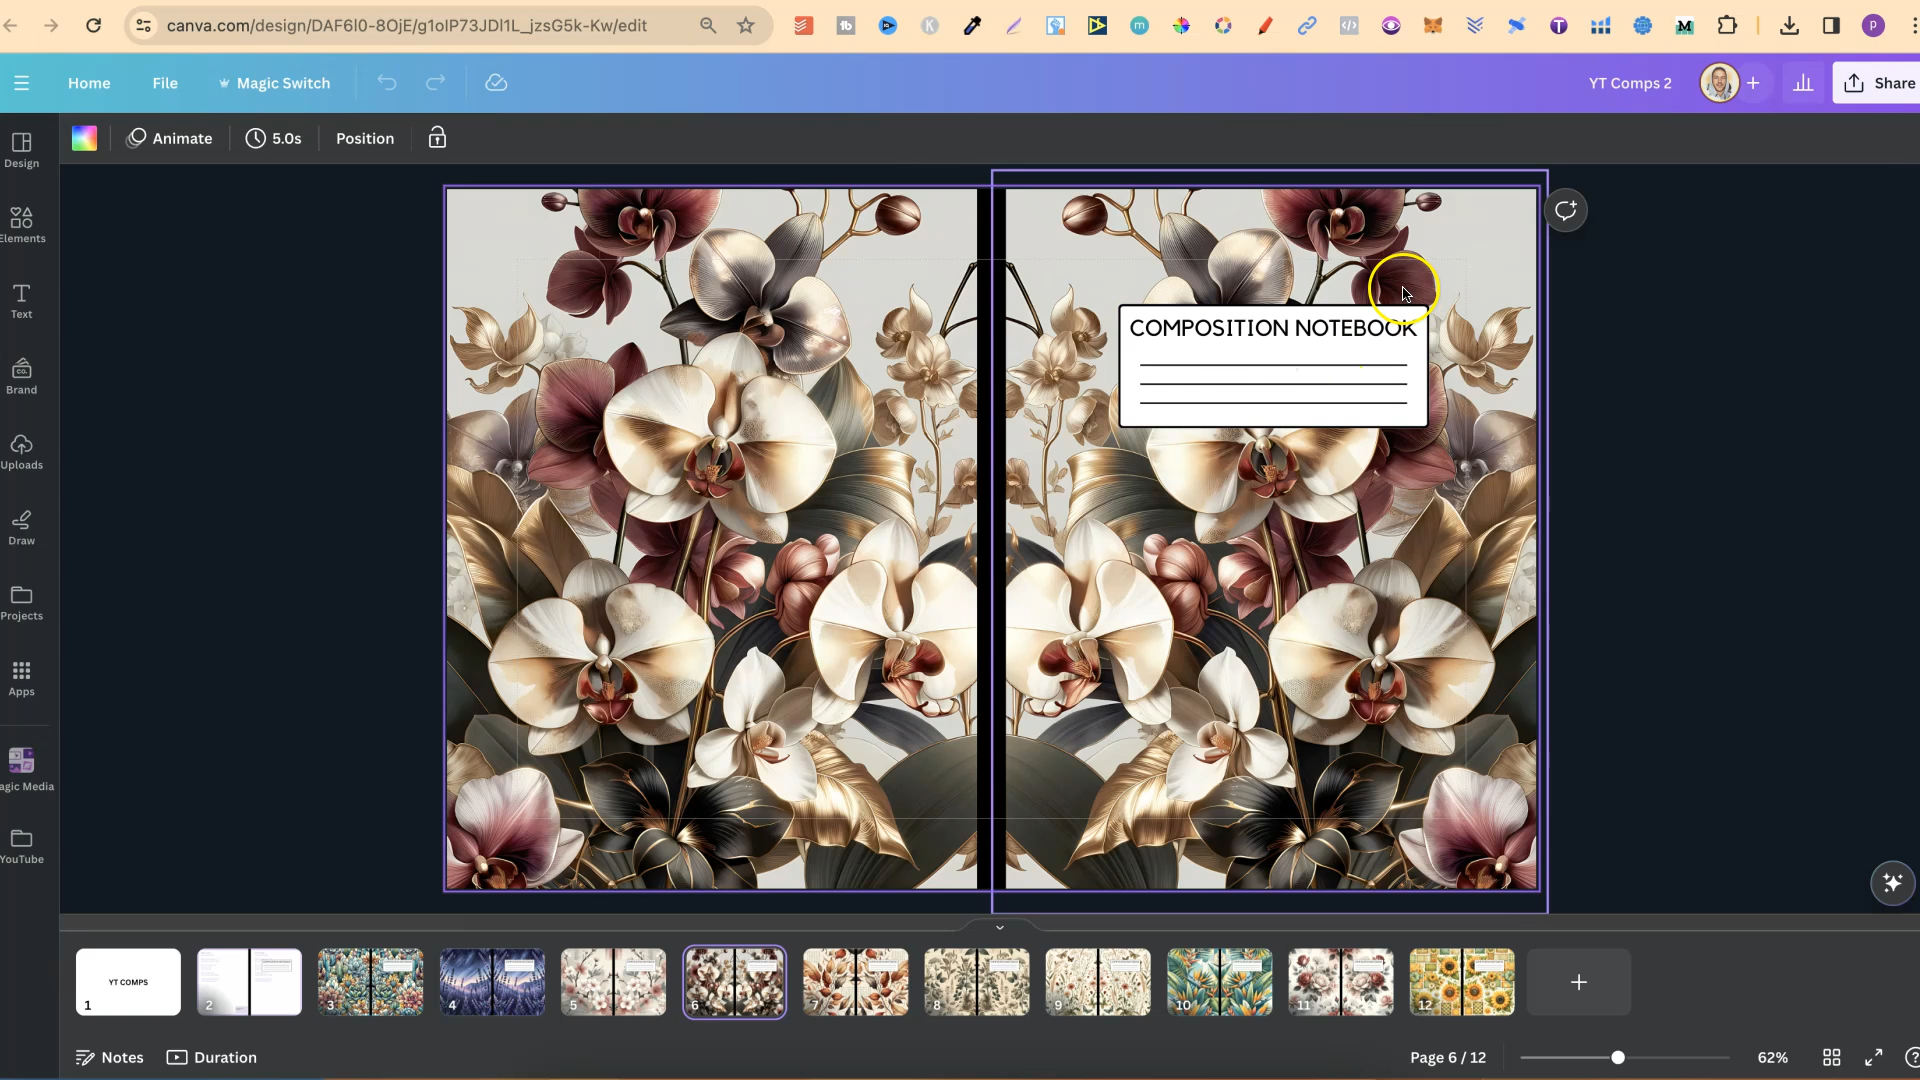 canva.com/design/DAF6l0-8OjE/g1oIP73JDl1L_jzsG5k-Kw/edit
Home
File
Magic Switch
YT Comps 2
Share
Design
Animate
5.0s
Position
Elements
Text
Brand
Uploads
Draw
Projects
Apps
agic Media
YouTube
COMPOSITION NOTEBOOK
YT COMPS
1
2
3
4
5
6
7
8
9
10
11
12
Notes
Duration
Page 6 / 12
62%